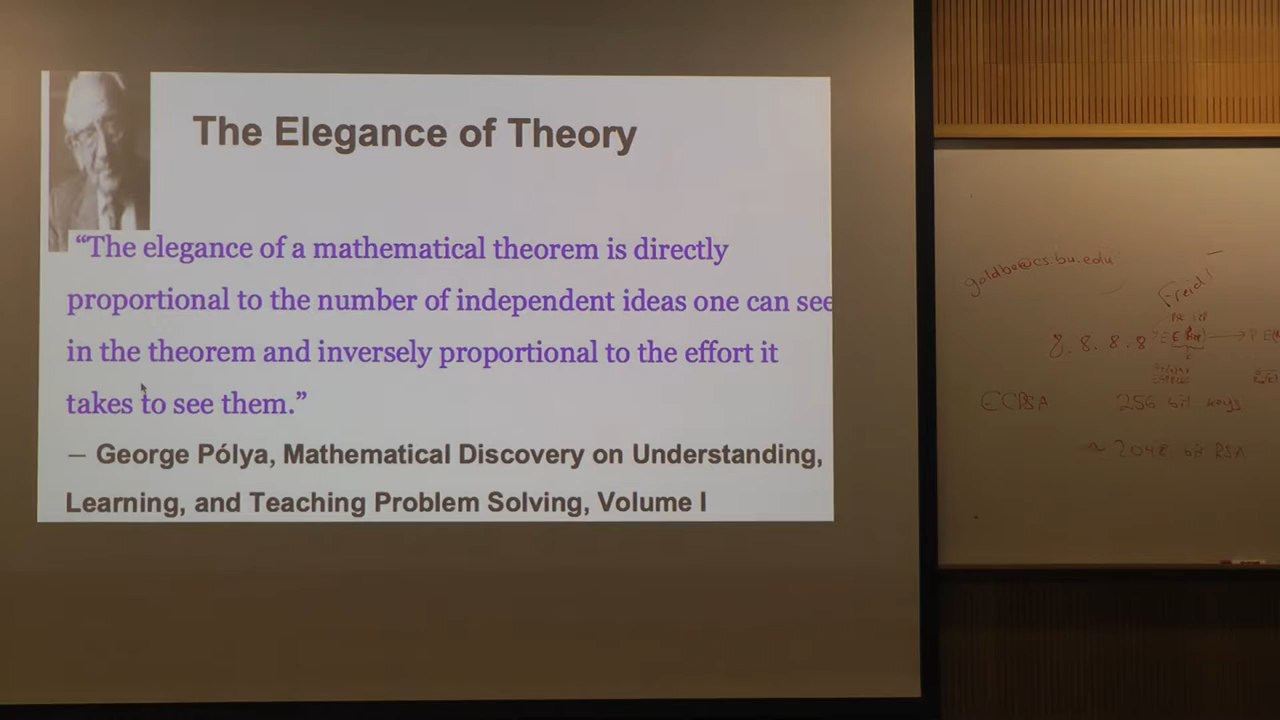 The Elegance of Theory
“The elegance of a mathematical theorem is directly
proportional to the number of independent ideas one can see
in the theorem and inversely proportional to the effort it
takes to see them.”
— George Pólya, Mathematical Discovery on Understanding,
Learning, and Teaching Problem Solving, Volume I
goldbe@cs.bu.edu
8.8.8.8
256 bit keys
~ 2048 bit RSA